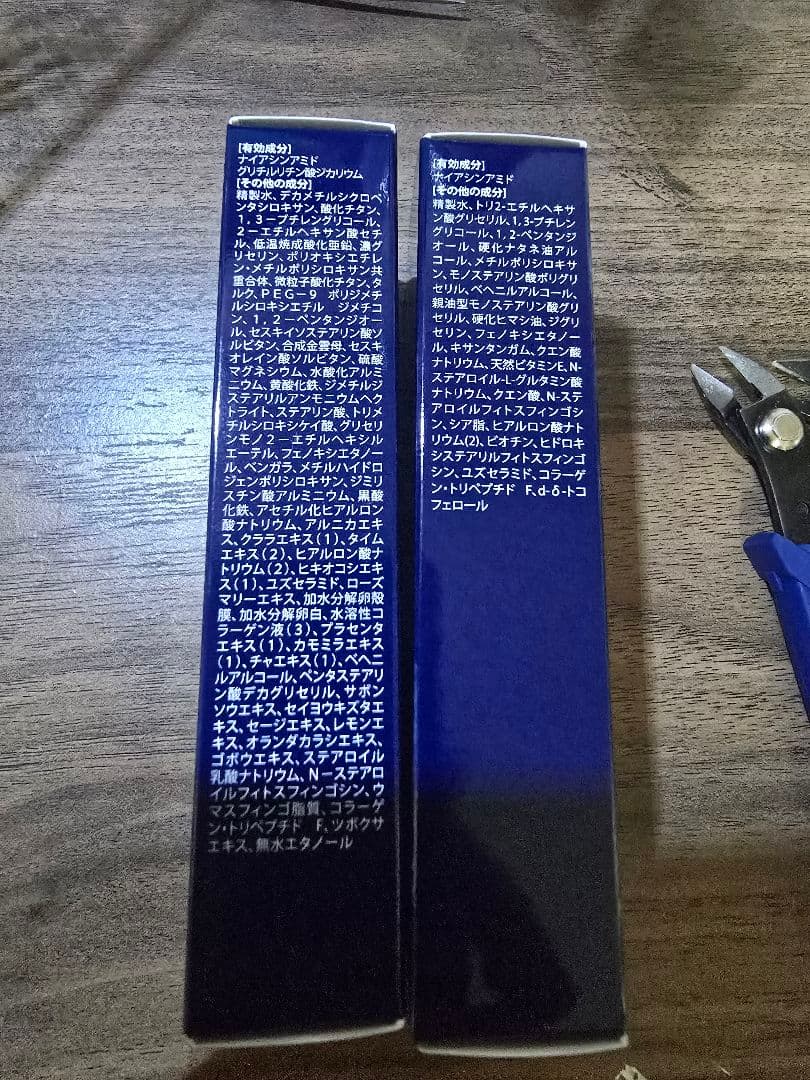 [有効成分]
ナイアシンアミド
グリチルリチン酸ジカリウム
[その他の成分]
精製水、デカメチルシクロペ
ンタシロキサン、酸化チタン、
1,3－ブチレングリコール、
2－エチルヘキサン酸セチ
ル、低温焼成酸化亜鉛、濃グ
リセリン、ポリオキシエチレ
ン・メチルポリシロキサン共
重合体、微粒子酸化チタン、タ
ルク、PEG－9 ポリジメチ
ルシロキシエチル ジメチコ
ン、1,2－ペンタンジオー
ル、セスキイソステアリン酸ソ
ルビタン、合成金雲母、セスキ
オレイン酸ソルビタン、硫酸
マグネシウム、水酸化アルミ
ニウム、黄酸化鉄、ジメチルジ
ステアリルアンモニウムヘク
トライト、ステアリン酸、トリメ
チルシロキシケイ酸、グリセリ
ンモノ2－エチルヘキシル
エーテル、フェノキシエタノー
ル、ベンガラ、メチルハイドロ
ジェンポリシロキサン、ジミリ
スチン酸アルミニウム、黒酸
化鉄、アセチル化ヒアルロン
酸ナトリウム、アルニカエキ
ス、クララエキス(1)、タイム
エキス(2)、ヒアルロン酸ナ
トリウム(2)、ヒキオコシエキ
ス(1)、ユズセラミド、ローズ
マリーエキス、加水分解卵殻
膜、加水分解卵白、水溶性コ
ラーゲン液(3)、プラセンタ
エキス(1)、カモミラエキス
(1)、チャエキス(1)、ベヘニ
ルアルコール、ペンタステアリ
ン酸デカグリセリル、サボン
ソウエキス、セイヨウキズタエ
キス、セージエキス、レモンエ
キス、オランダカラシエキス、
ゴボウエキス、ステアロイル
乳酸ナトリウム、N－ステアロ
イルフィトスフィンゴシン、ウ
マスフィンゴ脂質、コラーゲ
ン・トリペプチド F、ツボクサ
エキス、無水エタノール
[有効成分]
ナイアシンアミド
[その他の成分]
精製水、トリ2-エチルヘキサ
ン酸グリセリル、1,3-ブチレン
グリコール、1,2-ペンタンジ
オール、硬化ナタネ油アル
コール、メチルポリシロキサ
ン、モノステアリン酸ポリグリ
セリル、ベヘニルアルコール、
親油型モノステアリン酸グリ
セリル、硬化ヒマシ油、ジグリ
セリン、フェノキシエタノー
ル、キサンタンガム、クエン酸
ナトリウム、天然ビタミンE、N-
ステアロイル-L-グルタミン酸
ナトリウム、クエン酸、N-ステ
アロイルフィトスフィンゴシ
ン、シア脂、ヒアルロン酸ナト
リウム(2)、ビオチン、ヒドロキ
システアリルフィトスフィンゴ
シン、ユズセラミド、コラーゲ
ン・トリペプチド F、d-δ-トコ
フェロール